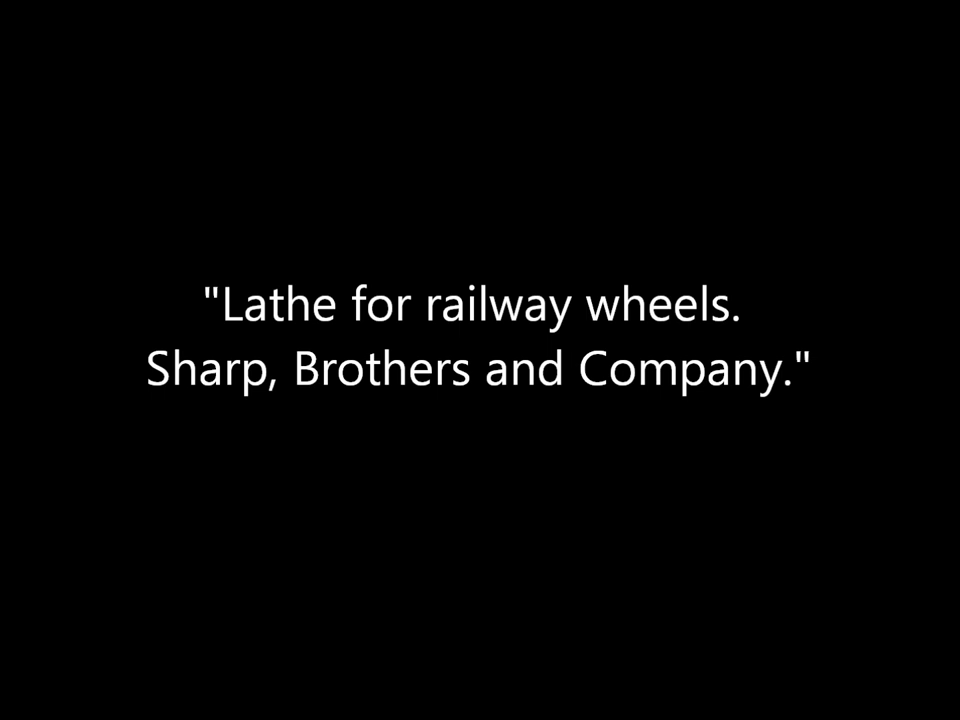 "Lathe for railway wheels.
Sharp, Brothers and Company."